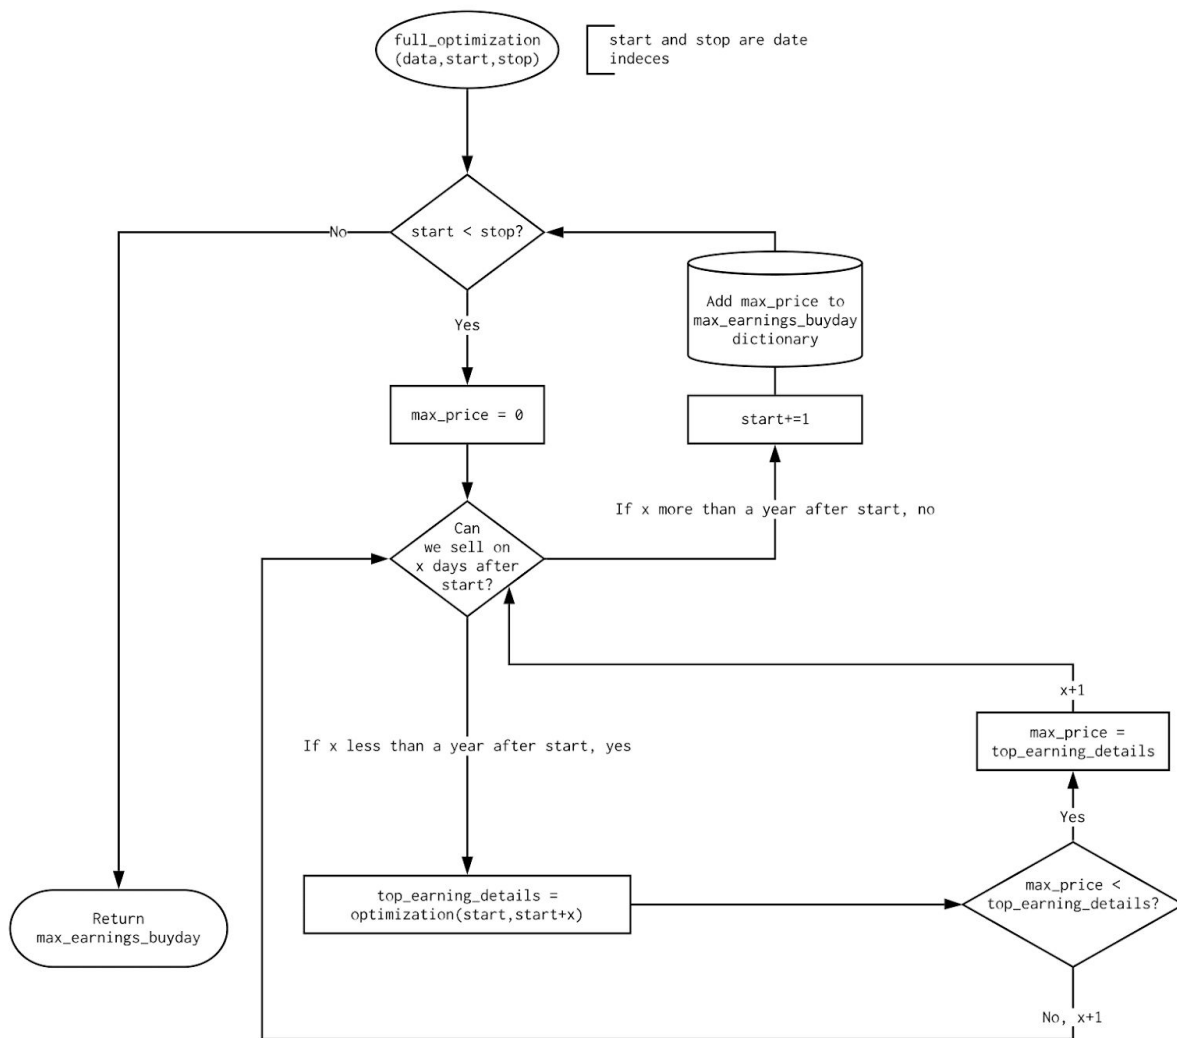 full_optimization
(data,start,stop)
start and stop are date
indeces
No
start < stop?
Yes
Add max_price to
max_earnings_buyday
dictionary
max_price = 0
start+=1
If x more than a year after start, no
Can
we sell on
x days after
start?
x+1
If x less than a year after start, yes
max_price =
top_earning_details
Yes
top_earning_details =
optimization(start,start+x)
max_price <
top_earning_details?
Return
max_earnings_buyday
No, x+1